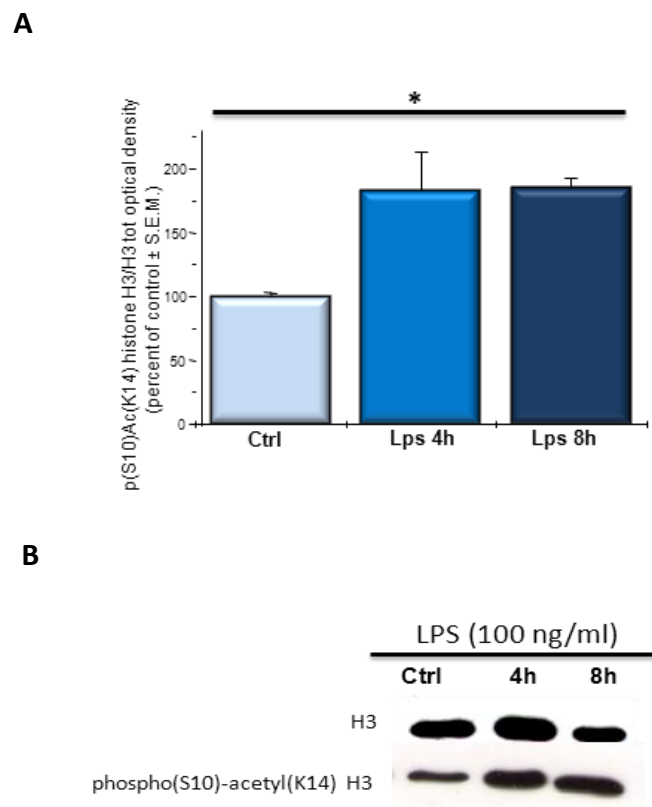 A
*
p(S10)Ac(K14) histone H3/H3 tot optical density
(percent of control ± S.E.M.)
200
150
100
50
0
Ctrl Lps 4h Lps 8h
B
LPS (100 ng/ml)
Ctrl 4h 8h
H3
phospho(S10)-acetyl(K14) H3